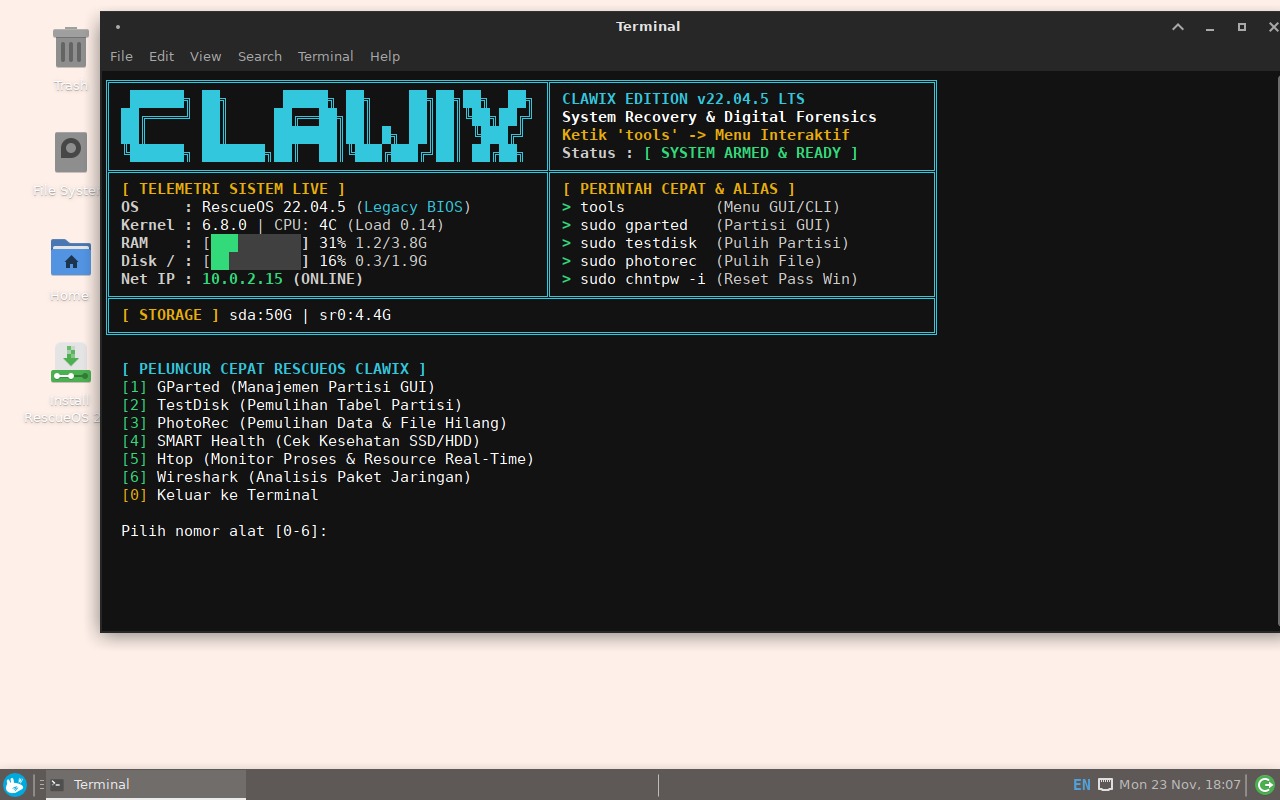 Terminal
File Edit View Search Terminal Help
Trash
File Syste
Home
Install
RescueOS 2
CLAWIX
CLAWIX EDITION v22.04.5 LTS
System Recovery & Digital Forensics
Ketik 'tools' -> Menu Interaktif
Status : [ SYSTEM ARMED & READY ]
[ TELEMETRI SISTEM LIVE ]
OS : RescueOS 22.04.5 (Legacy BIOS)
Kernel : 6.8.0 | CPU: 4C (Load 0.14)
RAM : [ ] 31% 1.2/3.8G
Disk / : [ ] 16% 0.3/1.9G
Net IP : 10.0.2.15 (ONLINE)
[ PERINTAH CEPAT & ALIAS ]
> tools (Menu GUI/CLI)
> sudo gparted (Partisi GUI)
> sudo testdisk (Pulih Partisi)
> sudo photorec (Pulih File)
> sudo chntpw -i (Reset Pass Win)
[ STORAGE ] sda:50G | sr0:4.4G
[ PELUNCUR CEPAT RESCUEOS CLAWIX ]
[1] GParted (Manajemen Partisi GUI)
[2] TestDisk (Pemulihan Tabel Partisi)
[3] PhotoRec (Pemulihan Data & File Hilang)
[4] SMART Health (Cek Kesehatan SSD/HDD)
[5] Htop (Monitor Proses & Resource Real-Time)
[6] Wireshark (Analisis Paket Jaringan)
[0] Keluar ke Terminal
Pilih nomor alat [0-6]:
Terminal
EN
Mon 23 Nov, 18:07